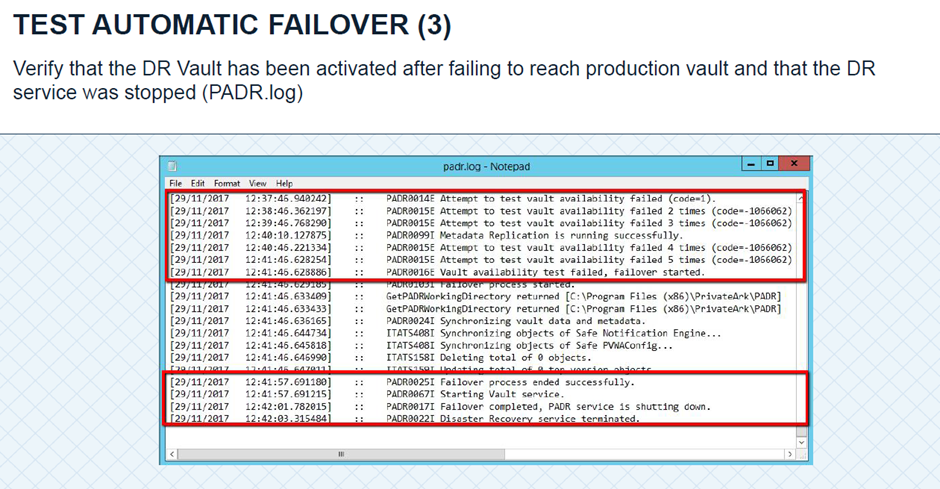 TEST AUTOMATIC FAILOVER (3)
Verify that the DR Vault has been activated after failing to reach production vault and that the DR
service was stopped (PADR.log)
padr.log - Notepad
File Edit Format View Help
[29/11/2017 12:37:46.940242] :: PADR0014E Attempt to test vault availability failed (code=1).
[29/11/2017 12:38:46.362197] :: PADR0015E Attempt to test vault availability failed 2 times (code=-1066062)
[29/11/2017 12:39:46.768290] :: PADR0015E Attempt to test vault availability failed 3 times (code=-1066062)
[29/11/2017 12:40:10.127875] :: PADR0099I Metadata Replication is running successfully.
[29/11/2017 12:40:46.221334] :: PADR0015E Attempt to test vault availability failed 4 times (code=-1066062)
[29/11/2017 12:41:46.628254] :: PADR0015E Attempt to test vault availability failed 5 times (code=-1066062)
[29/11/2017 12:41:46.628886] :: PADR0016E Vault availability test failed, failover started.
[29/11/2017 12:41:46.629185] :: PADR0103I Failover process started.
[29/11/2017 12:41:46.633409] :: GetPADRWorkingDirectory returned [C:\Program Files (x86)\PrivateArk\PADR]
[29/11/2017 12:41:46.633433] :: GetPADRWorkingDirectory returned [C:\Program Files (x86)\PrivateArk\PADR]
[29/11/2017 12:41:46.636165] :: PADR0024I Synchronizing vault data and metadata.
[29/11/2017 12:41:46.644734] :: ITATS408I Synchronizing objects of Safe Notification Engine...
[29/11/2017 12:41:46.645818] :: ITATS408I Synchronizing objects of Safe PVWAConfig...
[29/11/2017 12:41:46.646990] :: ITATS158I Deleting total of 0 objects.
[29/11/2017 12:41:46.647011] :: ITATS159I Updating total of 0 top version objects.
[29/11/2017 12:41:57.691180] :: PADR0025I Failover process ended successfully.
[29/11/2017 12:41:57.691215] :: PADR0067I Starting Vault service.
[29/11/2017 12:42:01.782015] :: PADR0017I Failover completed, PADR service is shutting down.
[29/11/2017 12:42:03.315484] :: PADR0022I Disaster Recovery service terminated.